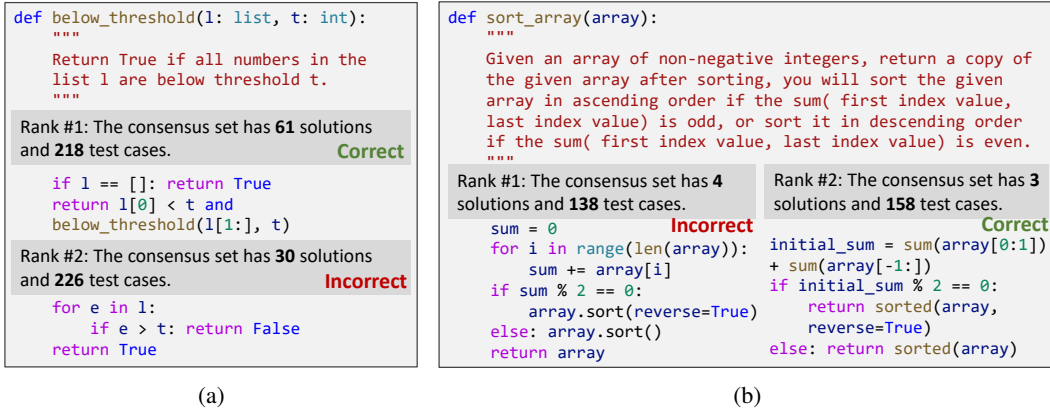 def below_threshold(l: list, t: int):
"""
Return True if all numbers in the
list l are below threshold t.
"""
Rank #1: The consensus set has 61 solutions
and 218 test cases.
Correct
if l == []: return True
return l[0] < t and
below_threshold(l[1:], t)
Rank #2: The consensus set has 30 solutions
and 226 test cases.
Incorrect
for e in l:
if e > t: return False
return True
(a)
def sort_array(array):
"""
Given an array of non-negative integers, return a copy of
the given array after sorting, you will sort the given
array in ascending order if the sum( first index value,
last index value) is odd, or sort it in descending order
if the sum( first index value, last index value) is even.
"""
Rank #1: The consensus set has 4
solutions and 138 test cases.
Incorrect
sum = 0
for i in range(len(array)):
sum += array[i]
if sum % 2 == 0:
array.sort(reverse=True)
else: array.sort()
return array
Rank #2: The consensus set has 3
solutions and 158 test cases.
Correct
initial_sum = sum(array[0:1])
+ sum(array[-1:])
if initial_sum % 2 == 0:
return sorted(array,
reverse=True)
else: return sorted(array)
(b)